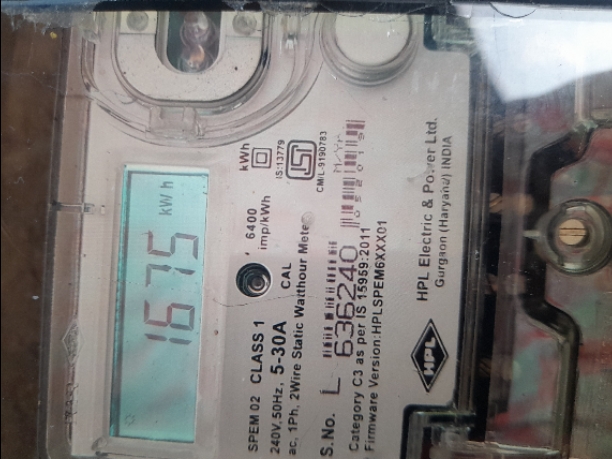 1675 kWh
kWh
IS:13779
CM/L-9190783
6400
imp/kWh
CAL
SPEM 02 CLASS 1
240V,50Hz, 5-30A
ac, 1Ph, 2Wire Static Watthour Meter
S.No. L 636240
M/Yr
Category C3 as per IS 15959:2011
Firmware Version:HPLSPEM6XXX01
HPL
HPL Electric & Power Ltd.
Gurgaon (Haryana) INDIA